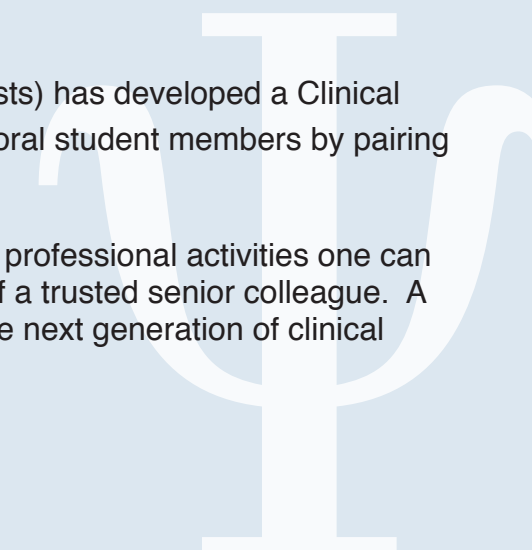 sts) has developed a Clinical
oral student members by pairing
professional activities one can
f a trusted senior colleague. A
e next generation of clinical